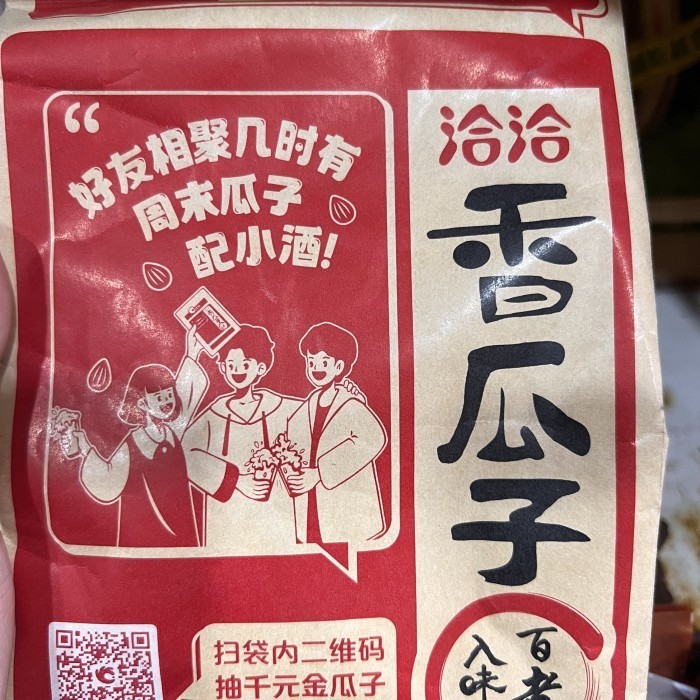 好友相聚几时有
周末瓜子
配小酒!
洽洽
香瓜子
百
入味
扫袋内二维码
抽千元金瓜子